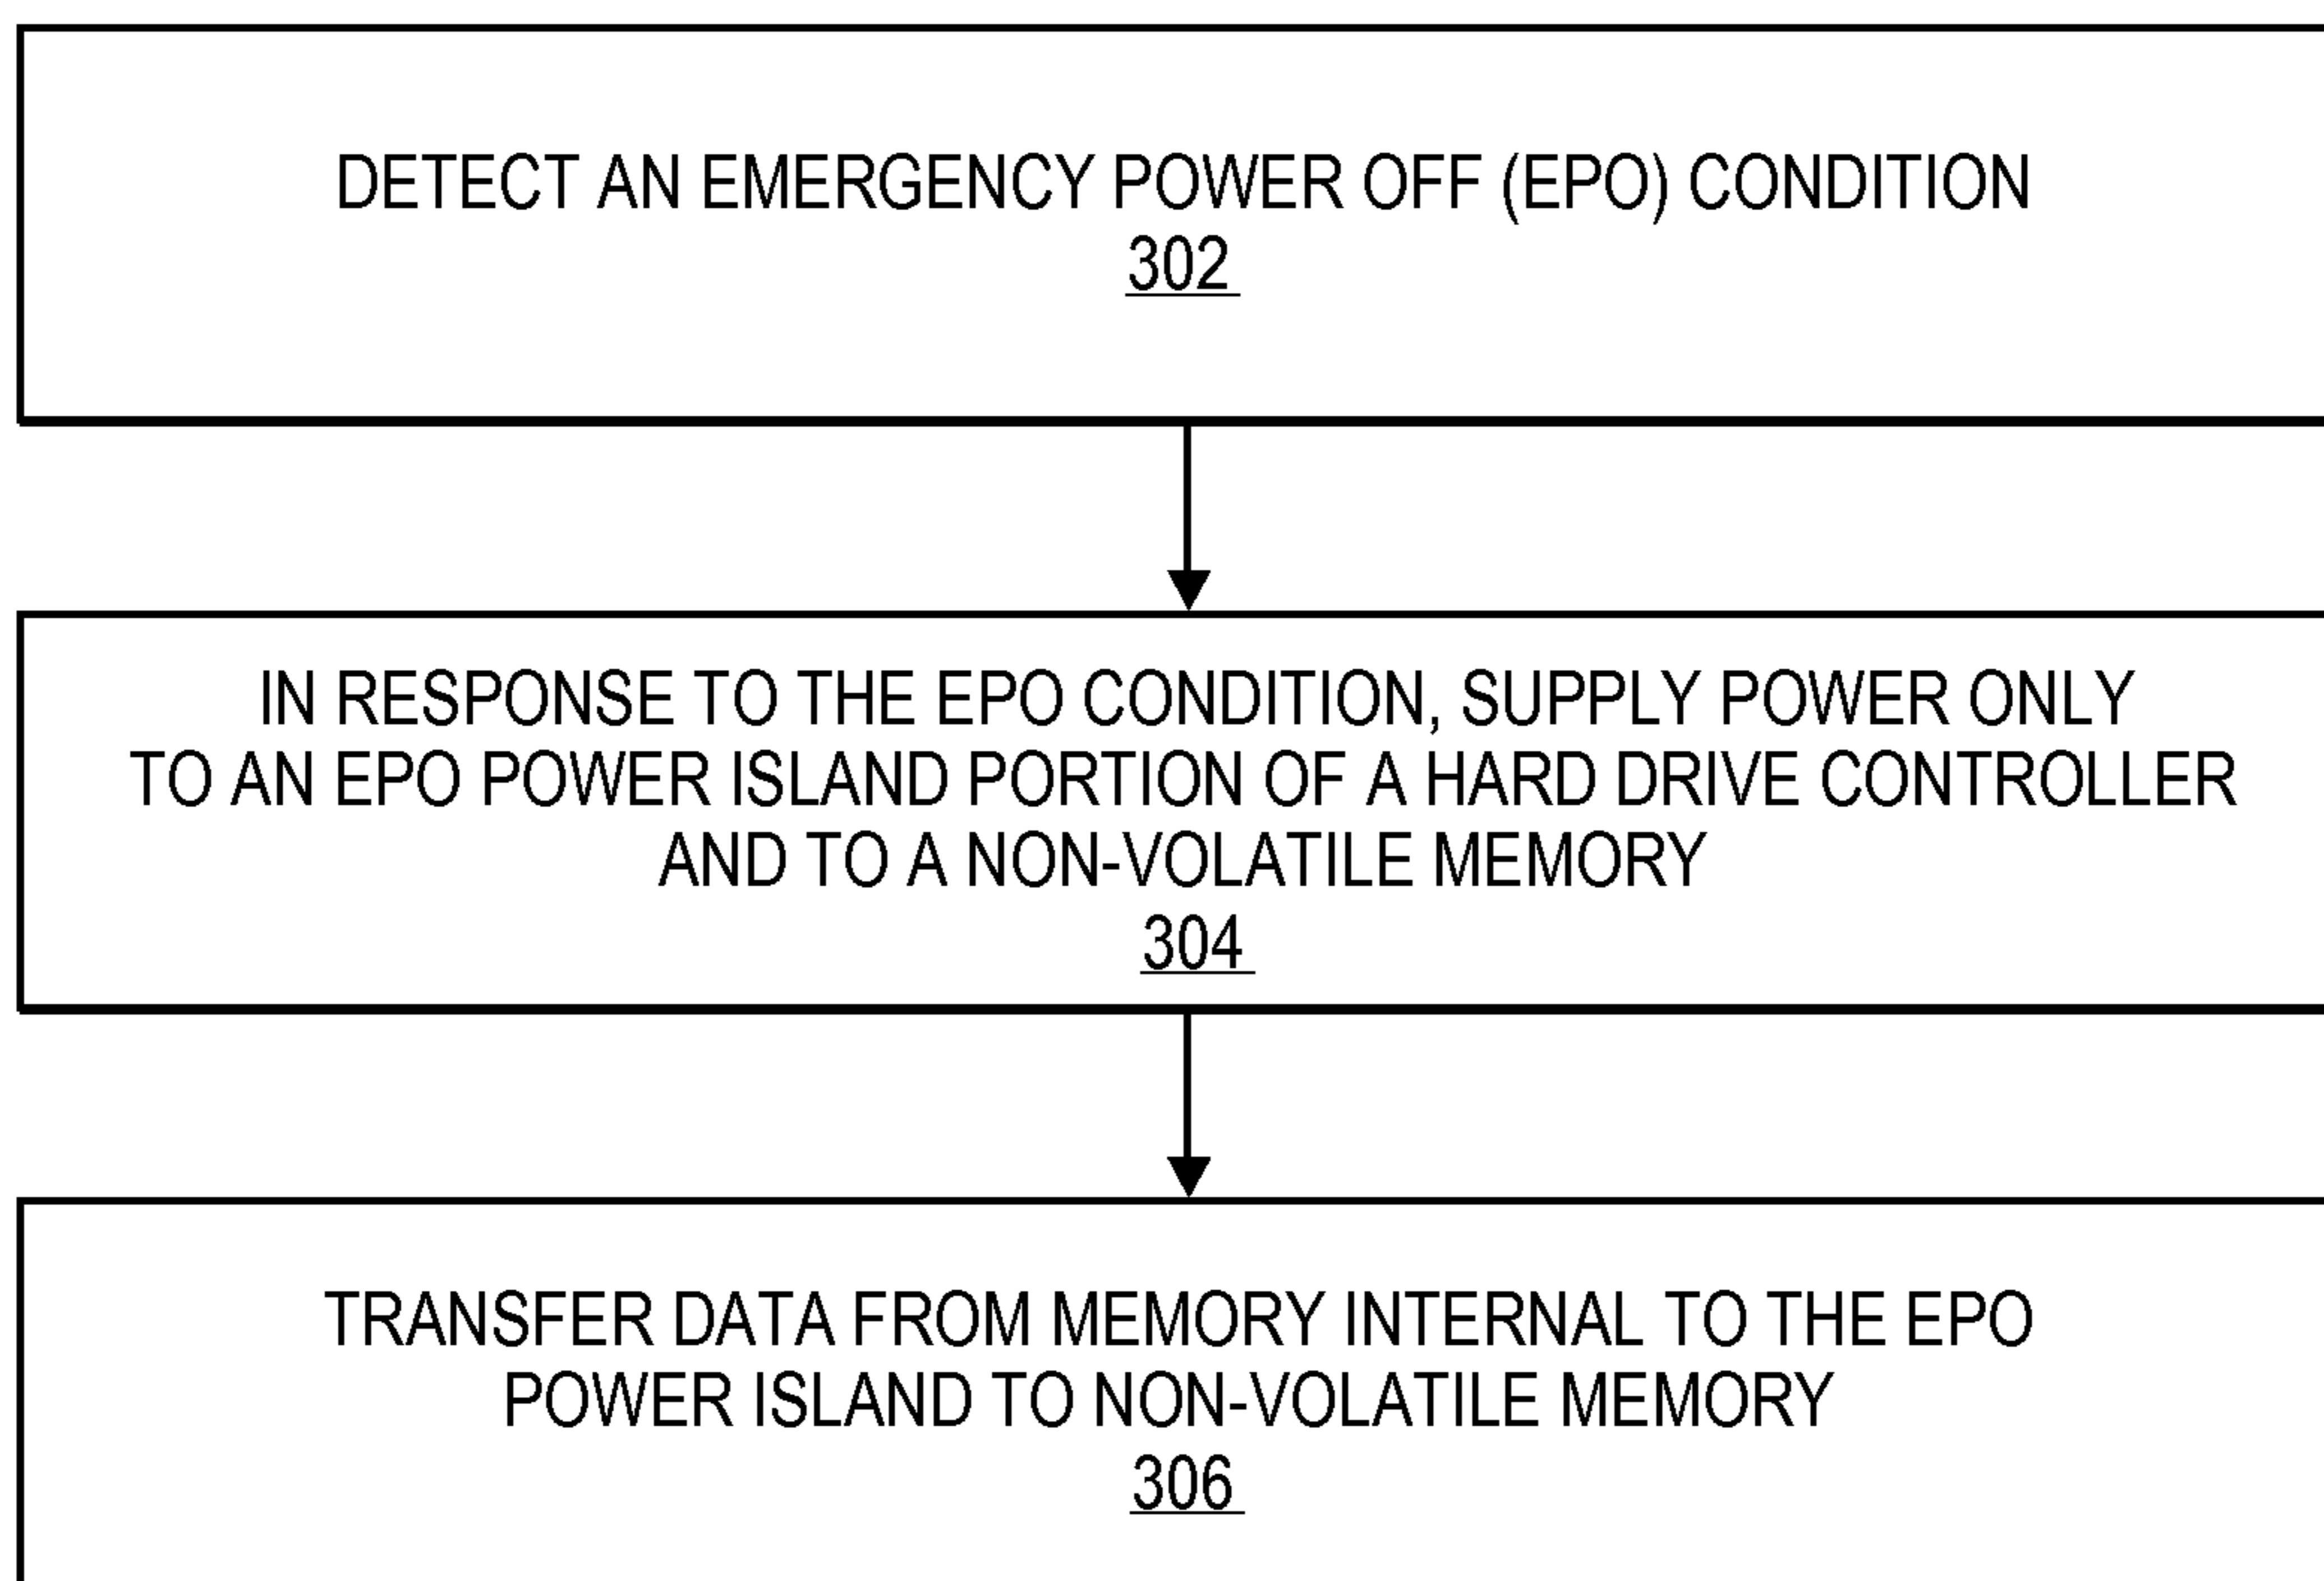 DETECT AN EMERGENCY POWER OFF (EPO) CONDITION
302
IN RESPONSE TO THE EPO CONDITION, SUPPLY POWER ONLY
TO AN EPO POWER ISLAND PORTION OF A HARD DRIVE CONTROLLER
AND TO A NON-VOLATILE MEMORY
304
TRANSFER DATA FROM MEMORY INTERNAL TO THE EPO
POWER ISLAND TO NON-VOLATILE MEMORY
306